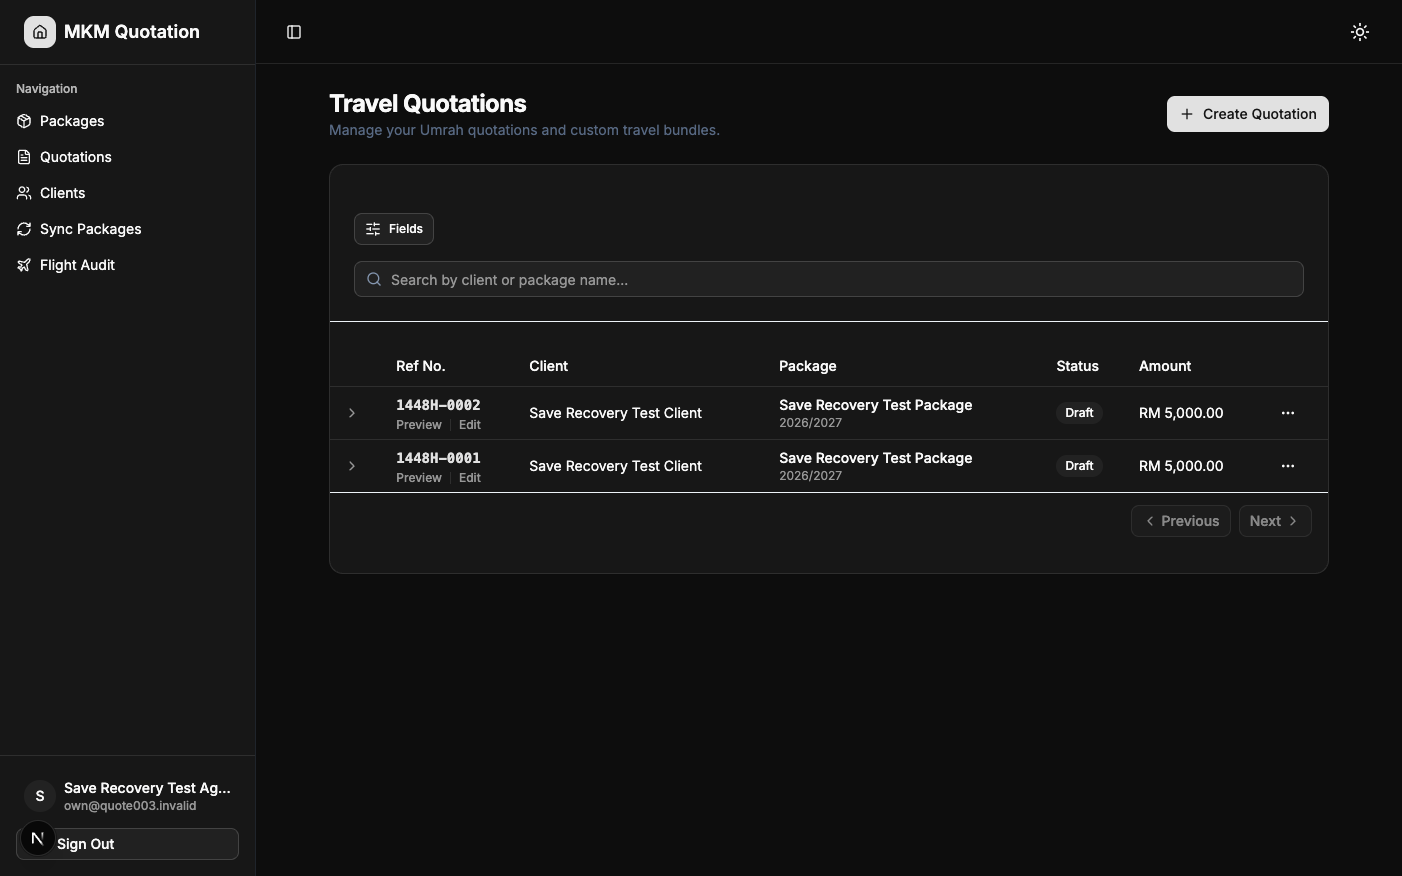 MKM Quotation
Navigation
Packages
Quotations
Clients
Sync Packages
Flight Audit
Save Recovery Test Ag...
S
own@quote003.invalid
N
Sign Out
Travel Quotations
Manage your Umrah quotations and custom travel bundles.
Create Quotation
Fields
Search by client or package name...
Ref No. Client Package Status Amount
1448H-0002 Save Recovery Test Client Save Recovery Test Package Draft RM 5,000.00
Preview Edit 2026/2027
1448H-0001 Save Recovery Test Client Save Recovery Test Package Draft RM 5,000.00
Preview Edit 2026/2027
Previous Next